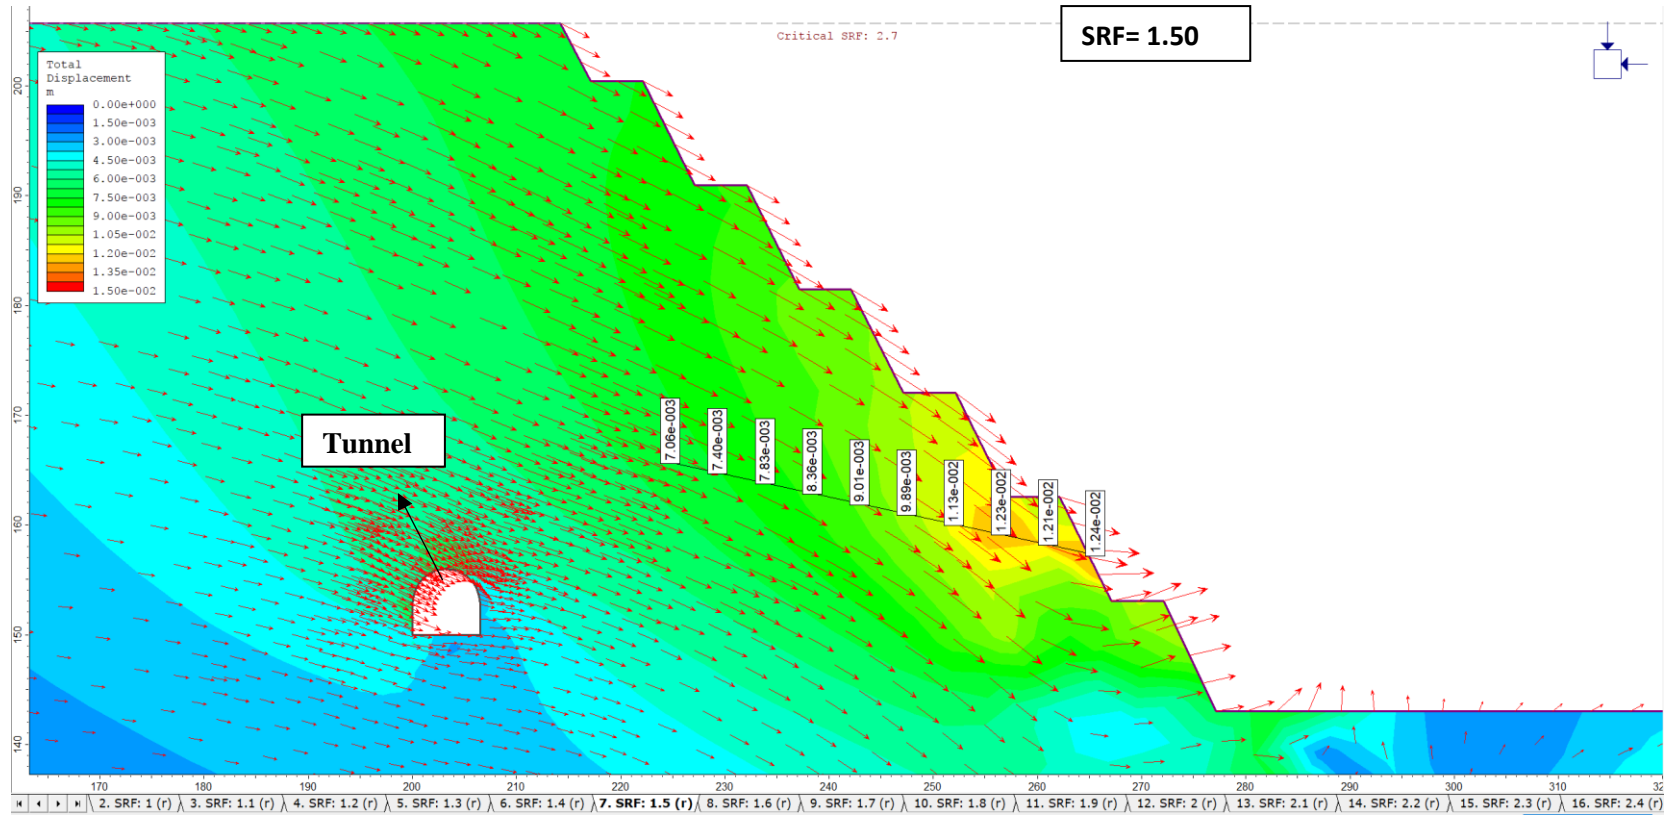 Critical SRF: 2.7
SRF= 1.50
Total
Displacement
m
0.00e+000
1.50e-003
3.00e-003
4.50e-003
6.00e-003
7.50e-003
9.00e-003
1.05e-002
1.20e-002
1.35e-002
1.50e-002
200
190
180
170
160
150
140
Tunnel
7.06e-003
7.40e-003
7.83e-003
8.36e-003
9.01e-003
9.89e-003
1.13e-002
1.23e-002
1.21e-002
1.24e-002
170 180 190 200 210 220 230 240 250 260 270 280 290 300 310 32
2. SRF: 1 (r) 3. SRF: 1.1 (r) 4. SRF: 1.2 (r) 5. SRF: 1.3 (r) 6. SRF: 1.4 (r) 7. SRF: 1.5 (r) 8. SRF: 1.6 (r) 9. SRF: 1.7 (r) 10. SRF: 1.8 (r) 11. SRF: 1.9 (r) 12. SRF: 2 (r) 13. SRF: 2.1 (r) 14. SRF: 2.2 (r) 15. SRF: 2.3 (r) 16. SRF: 2.4 (r)